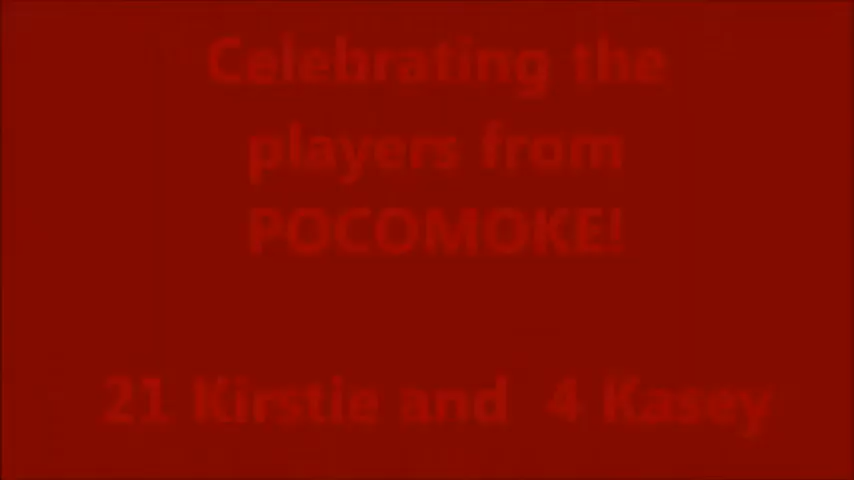 Celebrating the
players from
POCOMOKE!
21 Kirstie and 4 Kasey